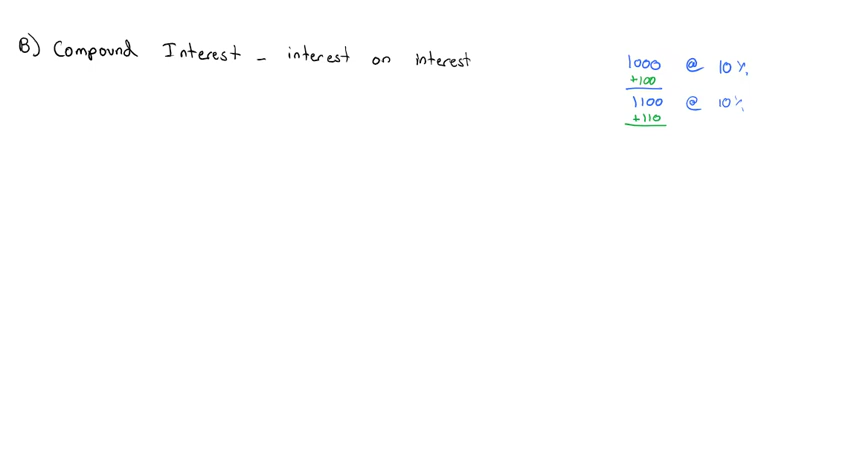 B) Compound Interest - interest on interest
1000 @ 10%
+100
1100 @ 10%
+110